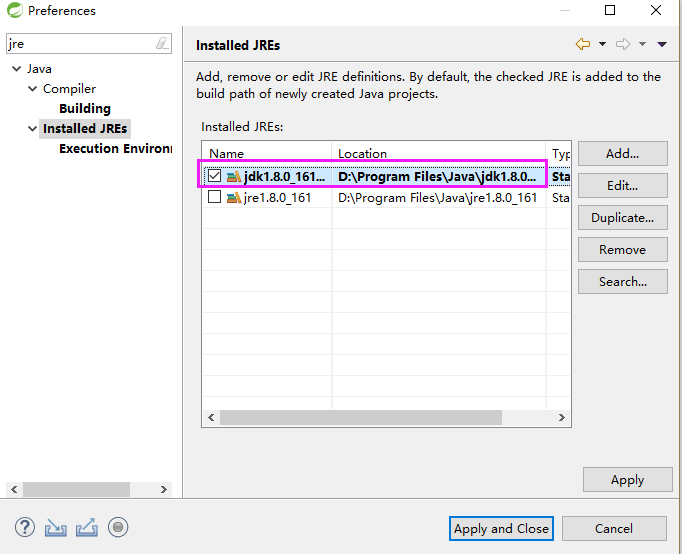 Preferences
jre
Java
Compiler
Building
Installed JREs
Execution Environ
Installed JREs
Add, remove or edit JRE definitions. By default, the checked JRE is added to the
build path of newly created Java projects.
Installed JREs:
Name Location Typ
jdk1.8.0_161... D:\Program Files\Java\jdk1.8.0... Sta
jre1.8.0_161 D:\Program Files\Java\jre1.8.0_161 Sta
Add...
Edit...
Duplicate...
Remove
Search...
Apply
Apply and Close Cancel